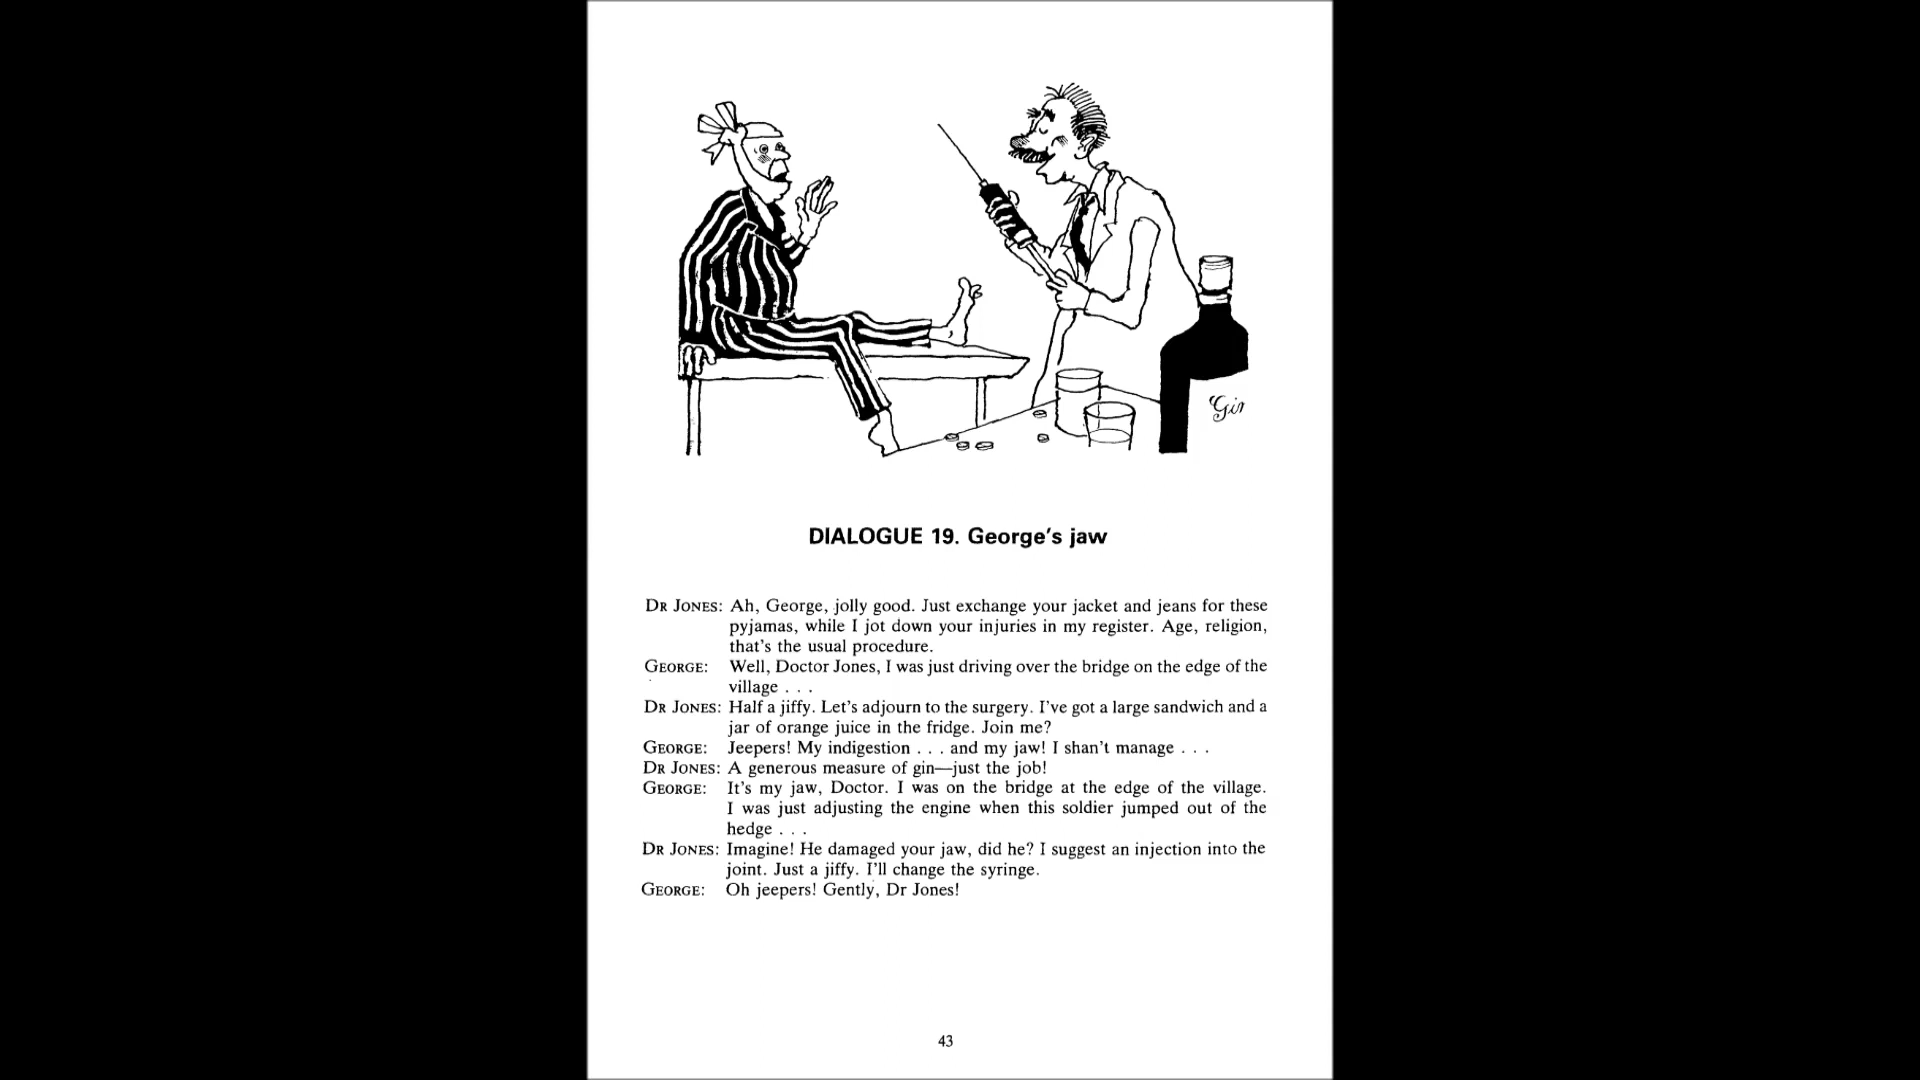 Gin
DIALOGUE 19. George's jaw
DR JONES: Ah, George, jolly good. Just exchange your jacket and jeans for these
pyjamas, while I jot down your injuries in my register. Age, religion,
that's the usual procedure.
GEORGE: Well, Doctor Jones, I was just driving over the bridge on the edge of the
village . . .
DR JONES: Half a jiffy. Let's adjourn to the surgery. I've got a large sandwich and a
jar of orange juice in the fridge. Join me?
GEORGE: Jeepers! My indigestion . . . and my jaw! I shan't manage . . .
DR JONES: A generous measure of gin—just the job!
GEORGE: It's my jaw, Doctor. I was on the bridge at the edge of the village.
I was just adjusting the engine when this soldier jumped out of the
hedge . . .
DR JONES: Imagine! He damaged your jaw, did he? I suggest an injection into the
joint. Just a jiffy. I'll change the syringe.
GEORGE: Oh jeepers! Gently, Dr Jones!
43